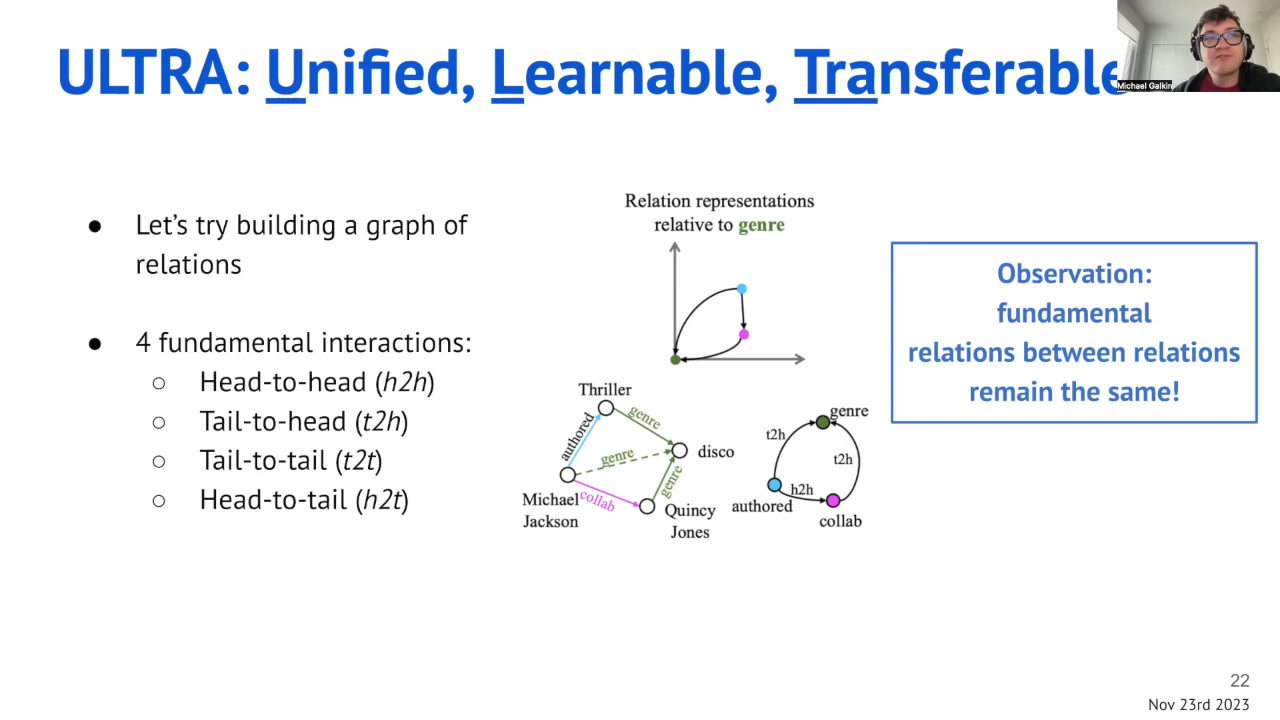 ULTRA: Unified, Learnable, Transferable
Michael Galkin
● Let’s try building a graph of
relations
● 4 fundamental interactions:
○ Head-to-head (h2h)
○ Tail-to-head (t2h)
○ Tail-to-tail (t2t)
○ Head-to-tail (h2t)
Relation representations
relative to genre
Thriller
authored
genre
genre
disco
genre
collab
Michael
Jackson
Quincy
Jones
genre
t2h
t2h
h2h
authored
collab
Observation:
fundamental
relations between relations
remain the same!
22
Nov 23rd 2023